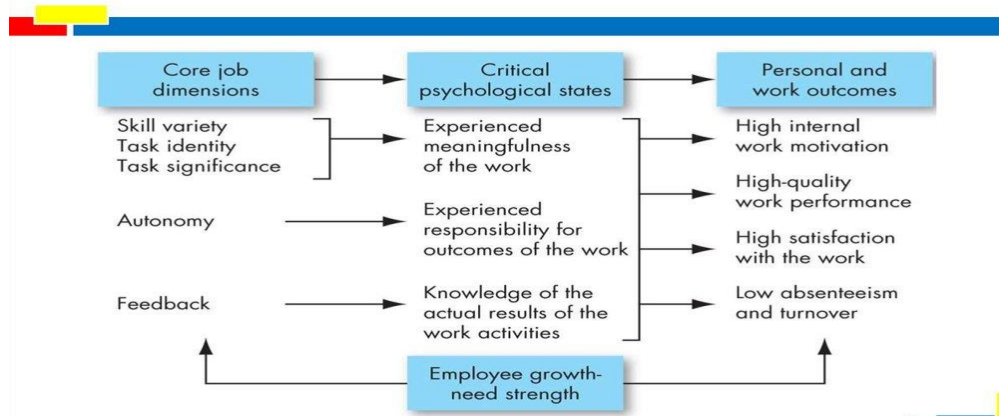 Core job
dimensions
Critical
psychological states
Personal and
work outcomes
Skill variety
Task identity
Task significance
Experienced
meaningfulness
of the work
High internal
work motivation
High-quality
work performance
Autonomy
Experienced
responsibility for
outcomes of the work
High satisfaction
with the work
Feedback
Knowledge of the
actual results of the
work activities
Low absenteeism
and turnover
Employee growth-
need strength